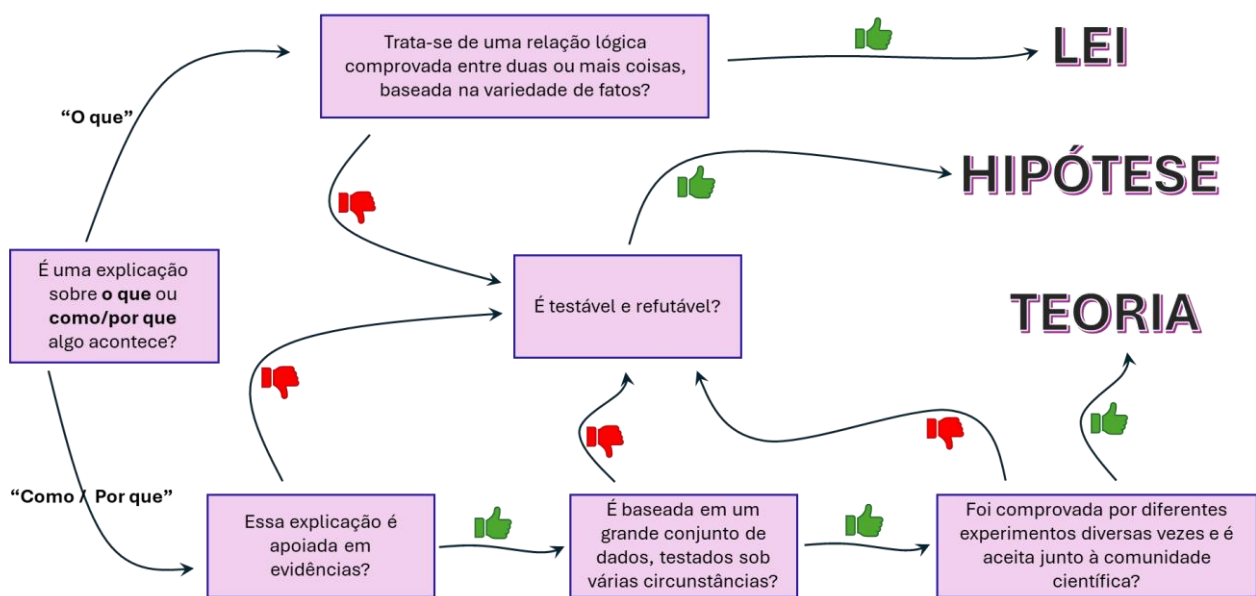 Trata-se de uma relação lógica
comprovada entre duas ou mais coisas,
baseada na variedade de fatos?
LEI
“O que”
HIPÓTESE
É uma explicação
sobre o que ou
como/por que
algo acontece?
É testável e refutável?
TEORIA
“Como / Por que”
Essa explicação é
apoiada em
evidências?
É baseada em um
grande conjunto de
dados, testados sob
várias circunstâncias?
Foi comprovada por diferentes
experimentos diversas vezes e é
aceita junto à comunidade
científica?